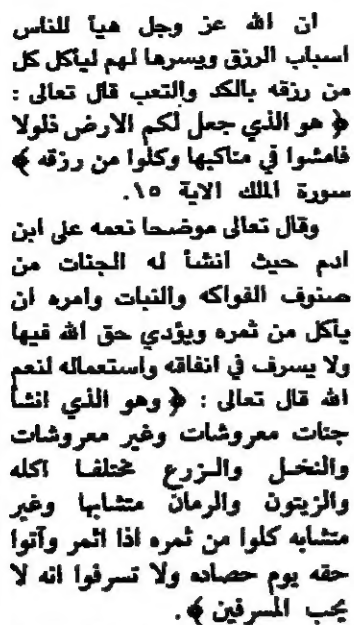 ان الله عز وجل هيأ للناس
اسباب الرزق ويسرها لهم ليأكل كل
من رزقه بالكد والتعب قال تعالى :
﴿ هو الذي جعل لكم الارض ذلولا
فامشوا في مناكبها وكلوا من رزقه ﴾
سورة الملك الاية ١٥.
وقال تعالى موضحا نعمه على ابن
ادم حيث انشأ له الجنات من
صنوف الفواكه والنبات وامره ان
يأكل من ثمره ويؤدي حق الله فيها
ولا يسرف في انفاقه واستعماله لنعم
الله قال تعالى : ﴿ وهو الذي انشأ
جنات معروشات وغير معروشات
والنخل والزرع مختلفا اكله
والزيتون والرمان متشابها وغير
متشابه كلوا من ثمره اذا اثمر وآتوا
حقه يوم حصاده ولا تسرفوا انه لا
يحب المسرفين ﴾.